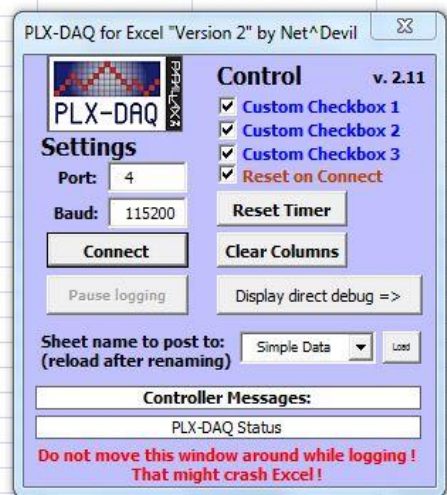 PLX-DAQ for Excel "Version 2" by Net^Devil
PLX-DAQ
PARALLAX
Control v. 2.11
Custom Checkbox 1
Custom Checkbox 2
Custom Checkbox 3
Reset on Connect
Settings
Port: 4
Baud: 115200
Reset Timer
Connect
Clear Columns
Pause logging
Display direct debug =>
Sheet name to post to:
(reload after renaming)
Simple Data
Load
Controller Messages:
PLX-DAQ Status
Do not move this window around while logging !
That might crash Excel !